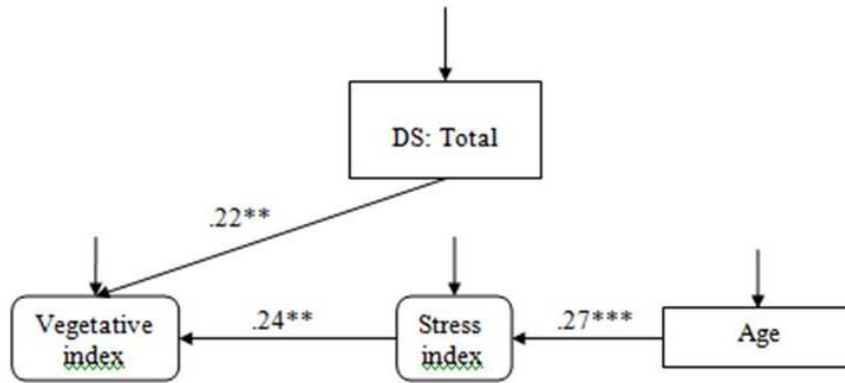 DS: Total
.22**
Vegetative
index
.24**
Stress
index
.27***
Age